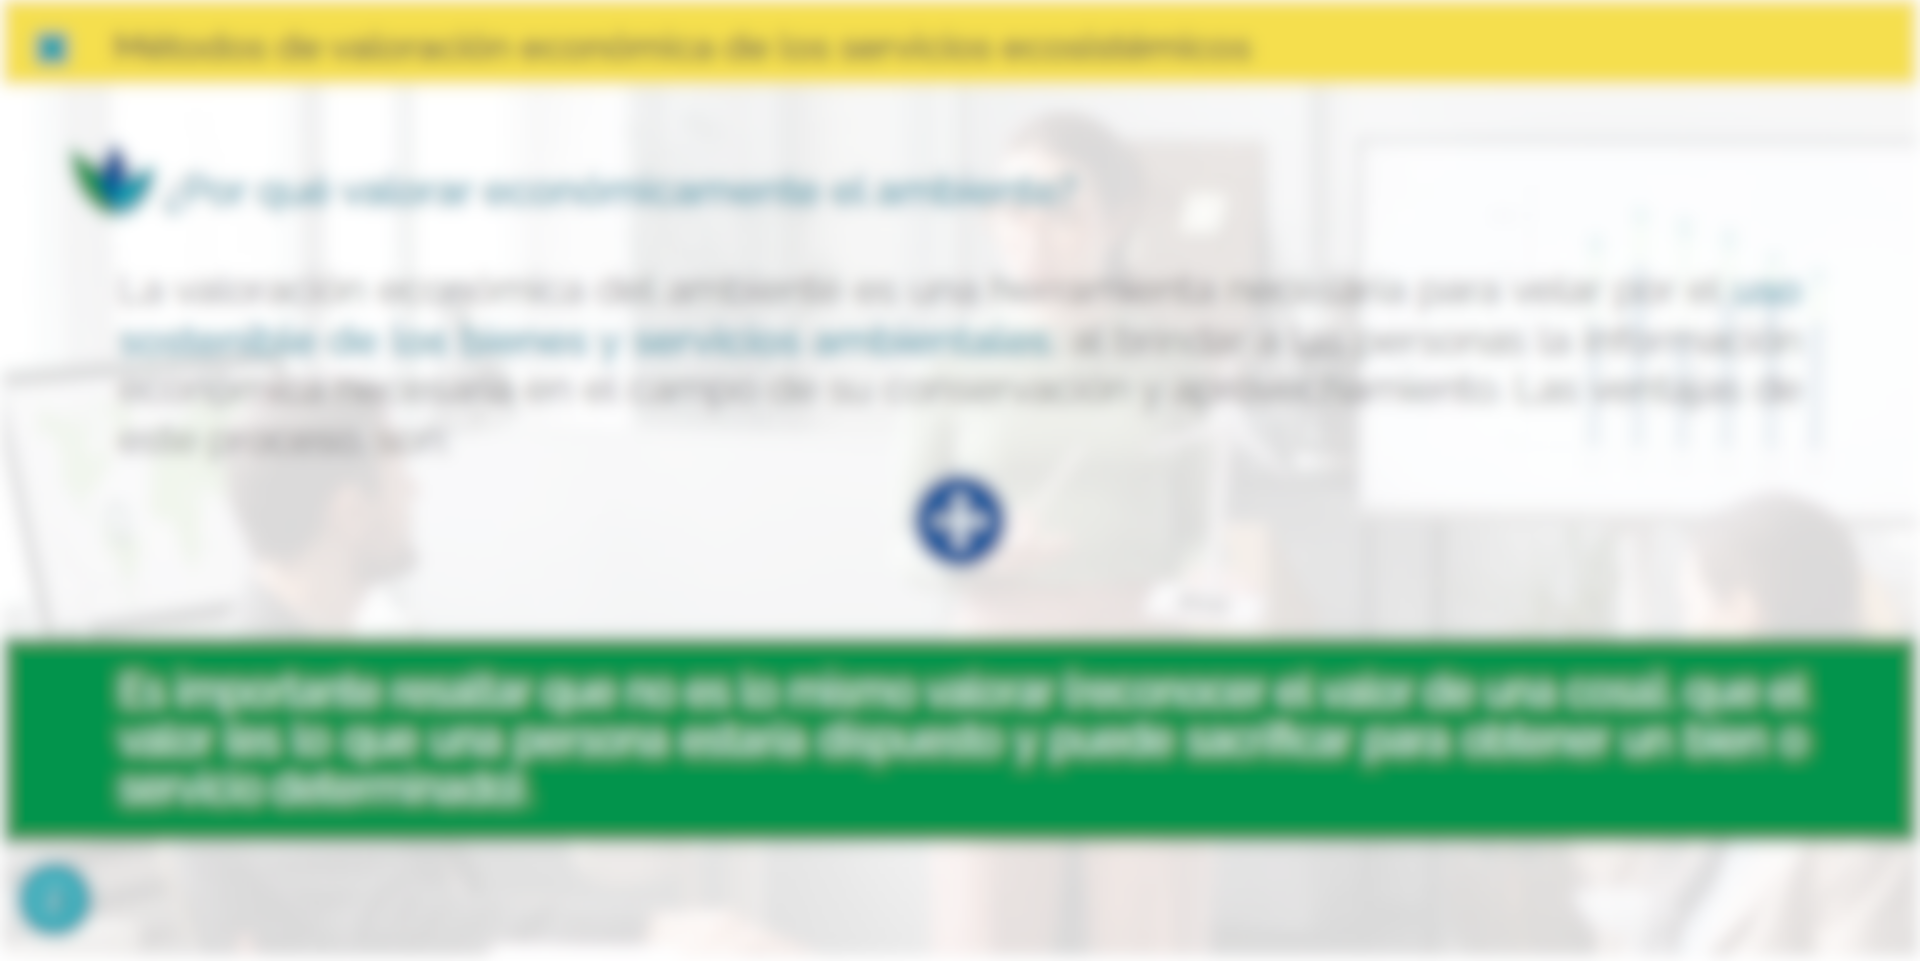 Métodos de valoración económica de los servicios ecosistémicos
¿Por qué valorar económicamente el ambiente?
La valoración económica del ambiente es una herramienta necesaria para velar por el uso
sostenible de los bienes y servicios ambientales, al brindar a las personas la información
económica necesaria en el campo de su conservación y aprovechamiento. Las ventajas de
este proceso, son:
Es importante resaltar que no es lo mismo valorar (reconocer el valor de una cosa), que el
valor (es lo que una persona estaría dispuesto y puede sacrificar para obtener un bien o
servicio determinado).